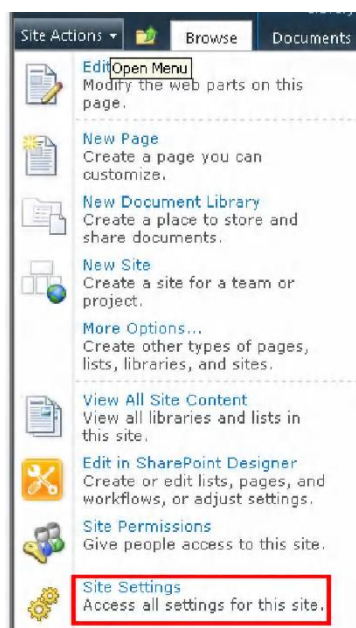 Site Actions
Browse
Documents
Edit
Open Menu
Modify the web parts on this
page.
New Page
Create a page you can
customize.
New Document Library
Create a place to store and
share documents.
New Site
Create a site for a team or
project.
More Options...
Create other types of pages,
lists, libraries, and sites.
View All Site Content
View all libraries and lists in
this site.
Edit in SharePoint Designer
Create or edit lists, pages, and
workflows, or adjust settings.
Site Permissions
Give people access to this site.
Site Settings
Access all settings for this site.